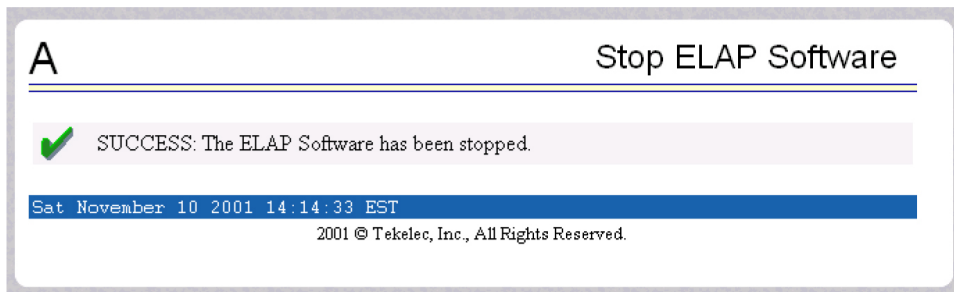 A
Stop ELAP Software
SUCCESS: The ELAP Software has been stopped.
Sat November 10 2001 14:14:33 EST
2001 © Tekelec, Inc., All Rights Reserved.